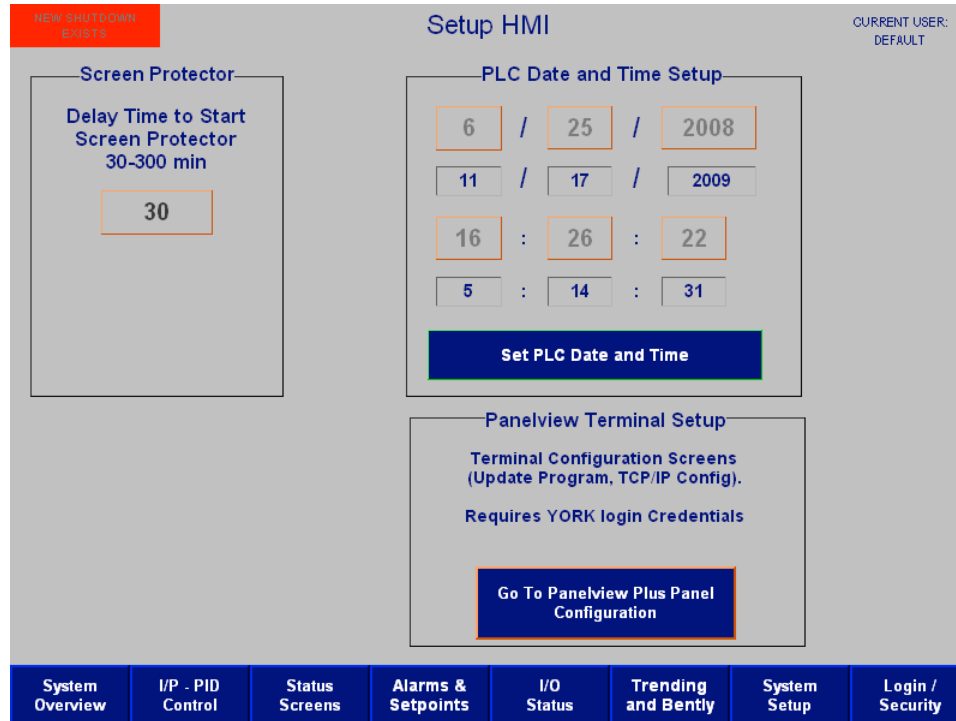 NEW SHUTDOWN
EXISTS
Setup HMI
CURRENT USER:
DEFAULT
Screen Protector
Delay Time to Start
Screen Protector
30-300 min
30
PLC Date and Time Setup
6 / 25 / 2008
11 / 17 / 2009
16 : 26 : 22
5 : 14 : 31
Set PLC Date and Time
Panelview Terminal Setup
Terminal Configuration Screens
(Update Program, TCP/IP Config).
Requires YORK login Credentials
Go To Panelview Plus Panel
Configuration
System
Overview
I/P - PID
Control
Status
Screens
Alarms &
Setpoints
I/O
Status
Trending
and Bently
System
Setup
Login /
Security